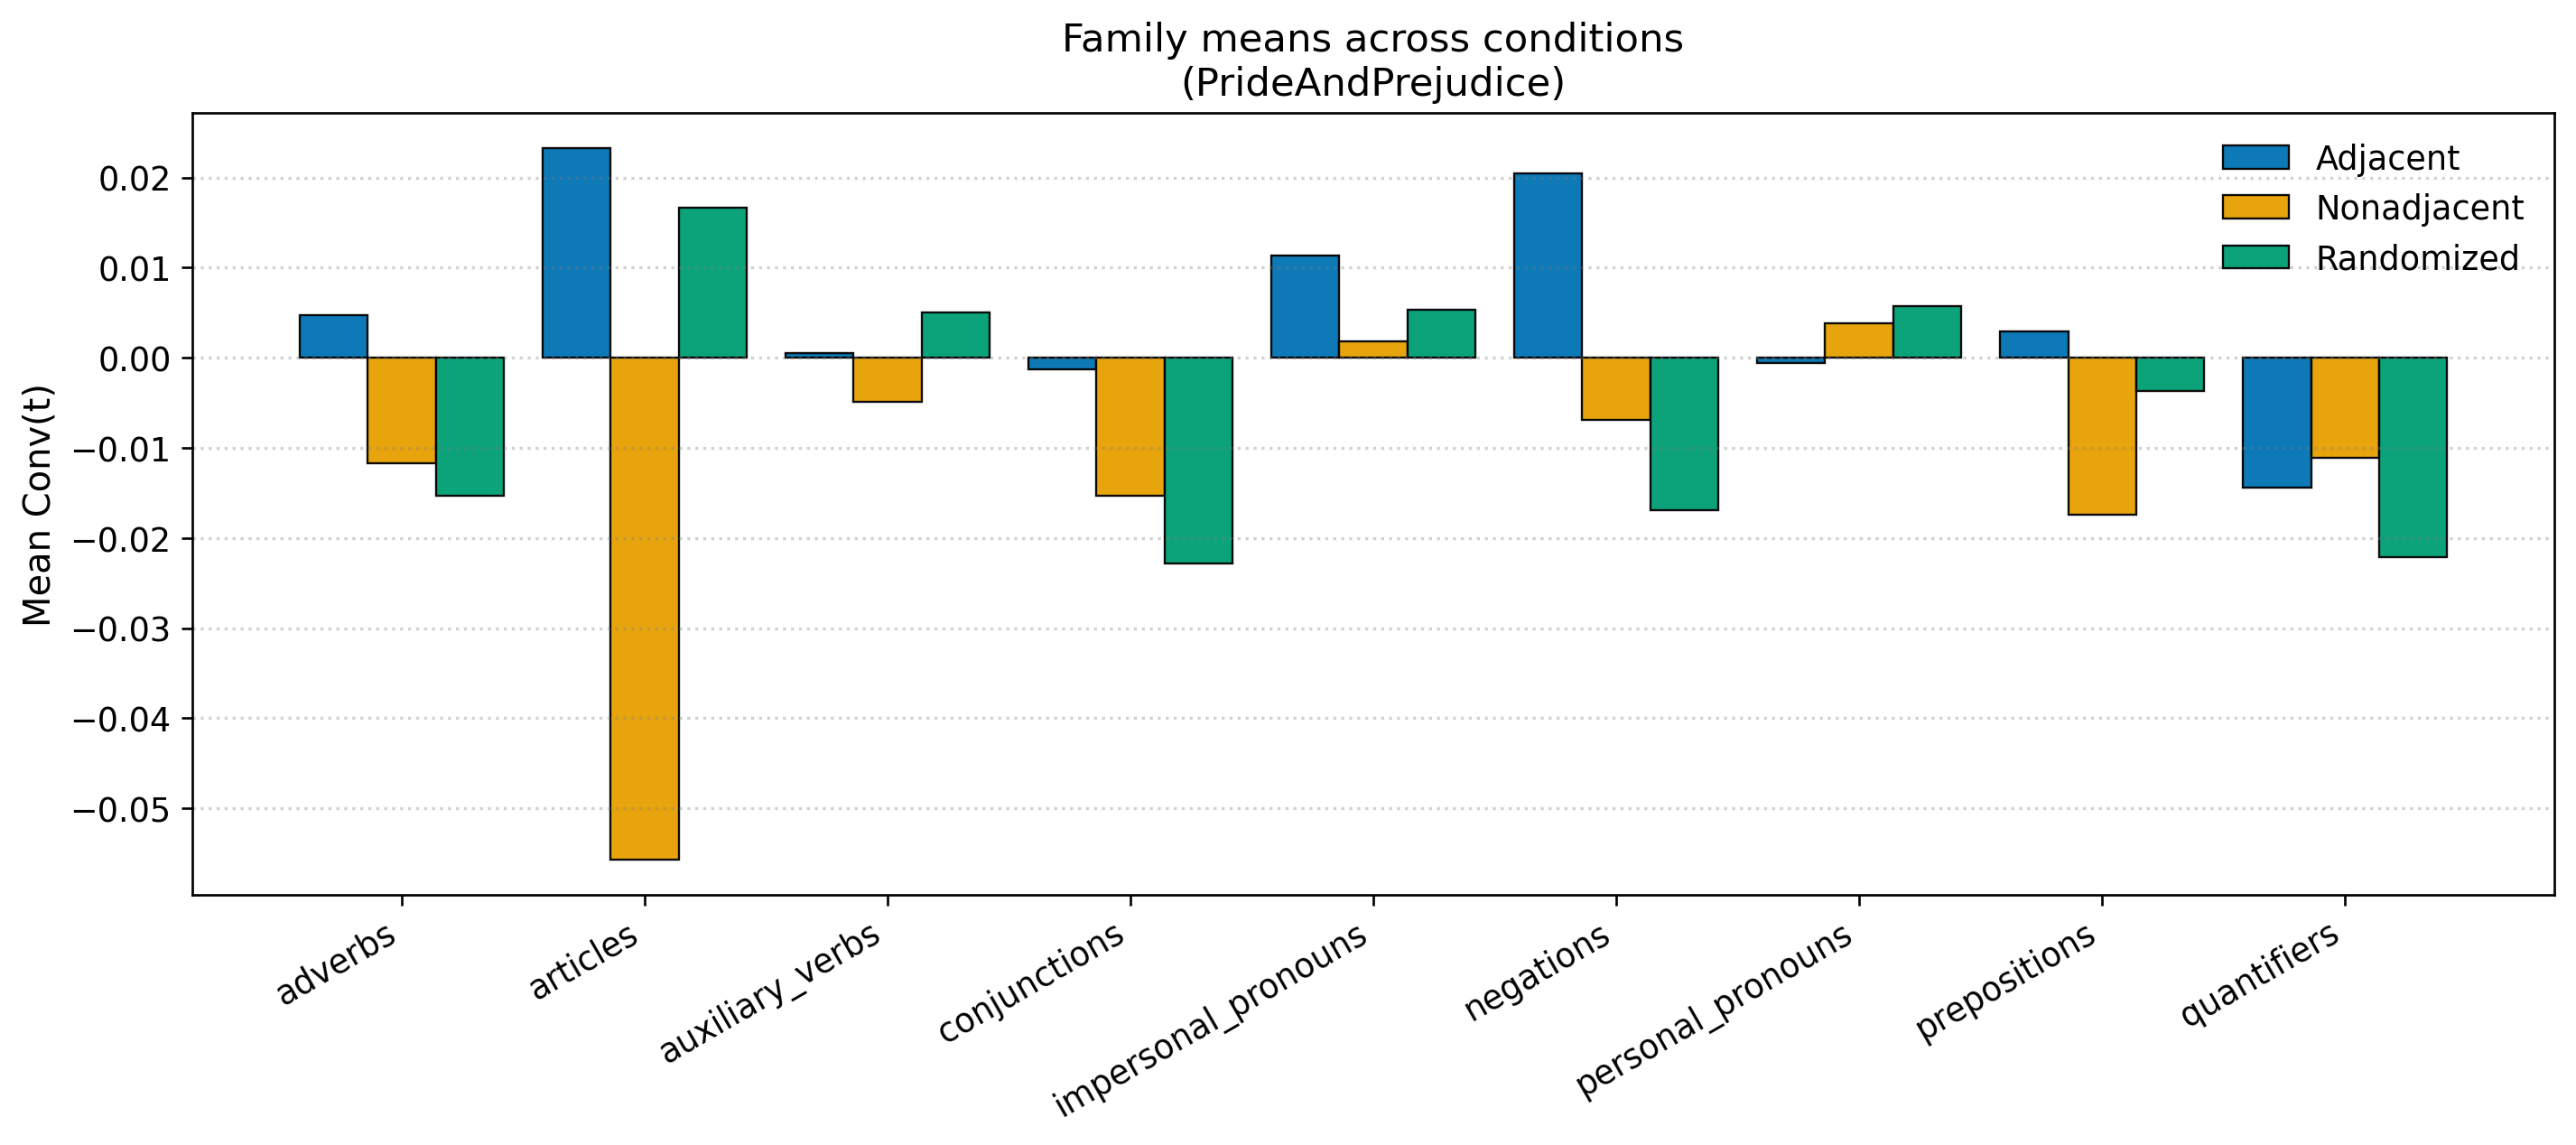 Family means across conditions
(PrideAndPrejudice)
Adjacent
Nonadjacent
Randomized
Mean Conv(t)
0.02
0.01
0.00
−0.01
−0.02
−0.03
−0.04
−0.05
adverbs
articles
auxiliary_verbs
conjunctions
impersonal_pronouns
negations
personal_pronouns
prepositions
quantifiers